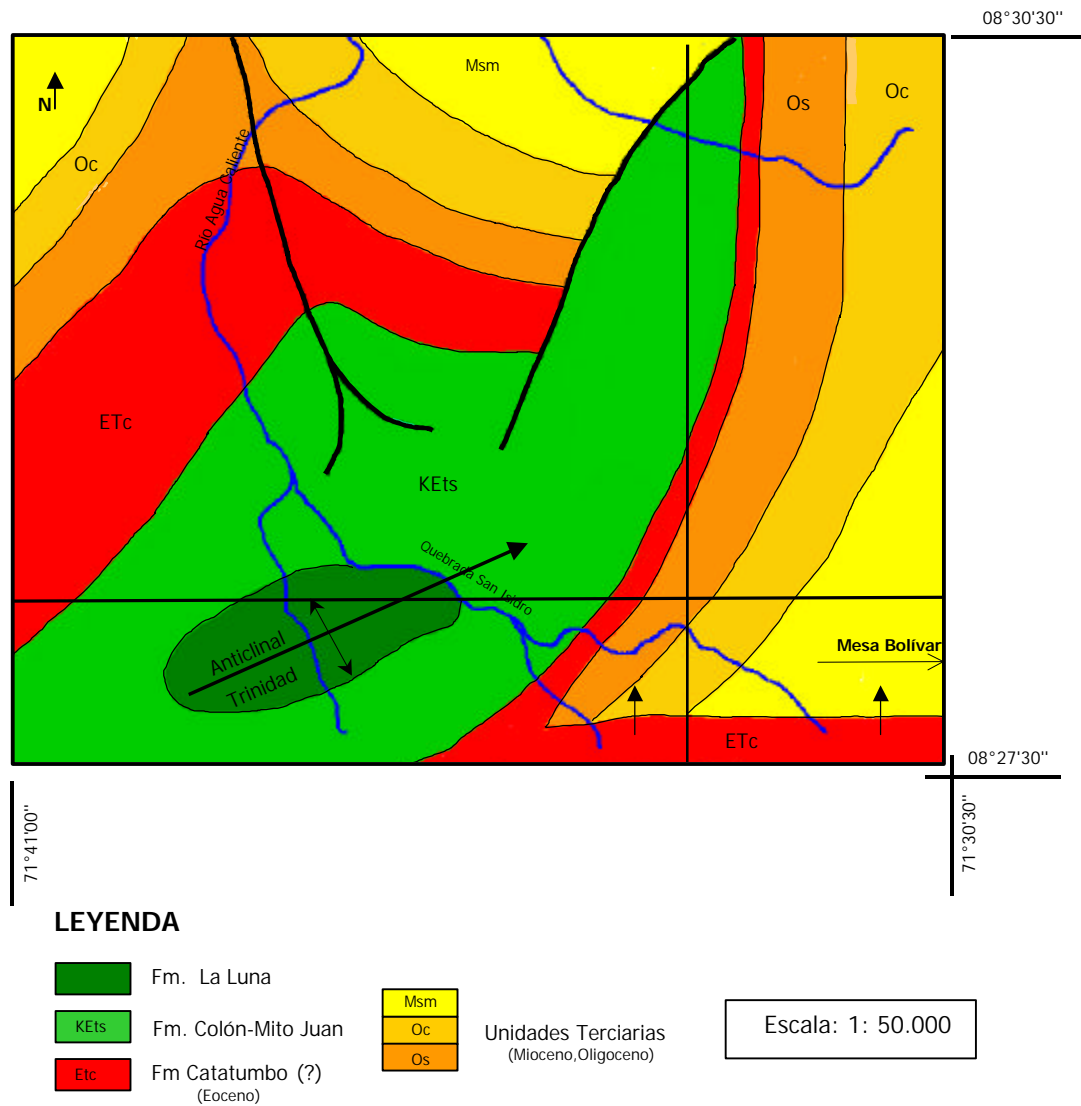 08°30'30''
Msm
N
Os
Oc
Oc
Rio Agua Caliente
ETc
KEts
Quebrada San Isidro
Anticlinal
Trinidad
Mesa Bolívar
ETc
08°27'30''
71°41'00''
71°30'30''
LEYENDA
Fm. La Luna
KEts
Fm. Colón-Mito Juan
Etc
Fm Catatumbo (?)
(Eoceno)
Msm
Oc
Os
Unidades Terciarias
(Mioceno,Oligoceno)
Escala: 1: 50.000